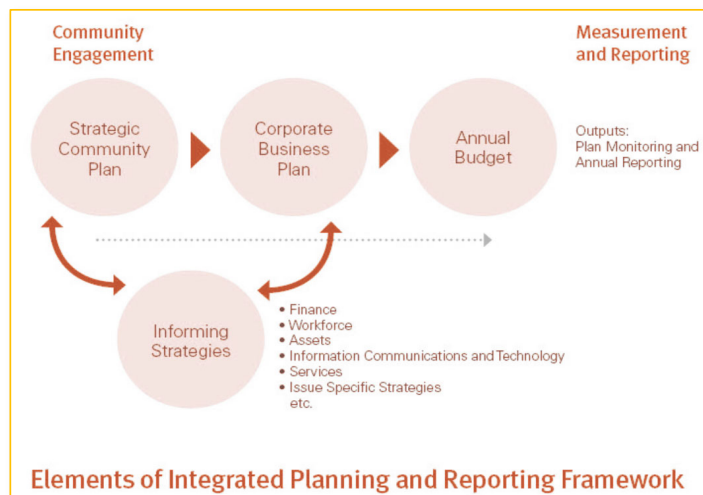 Community
Engagement
Measurement
and Reporting
Strategic
Community
Plan
Corporate
Business
Plan
Annual
Budget
Outputs:
Plan Monitoring and
Annual Reporting
Informing
Strategies
• Finance
• Workforce
• Assets
• Information Communications and Technology
• Services
• Issue Specific Strategies
etc.
Elements of Integrated Planning and Reporting Framework